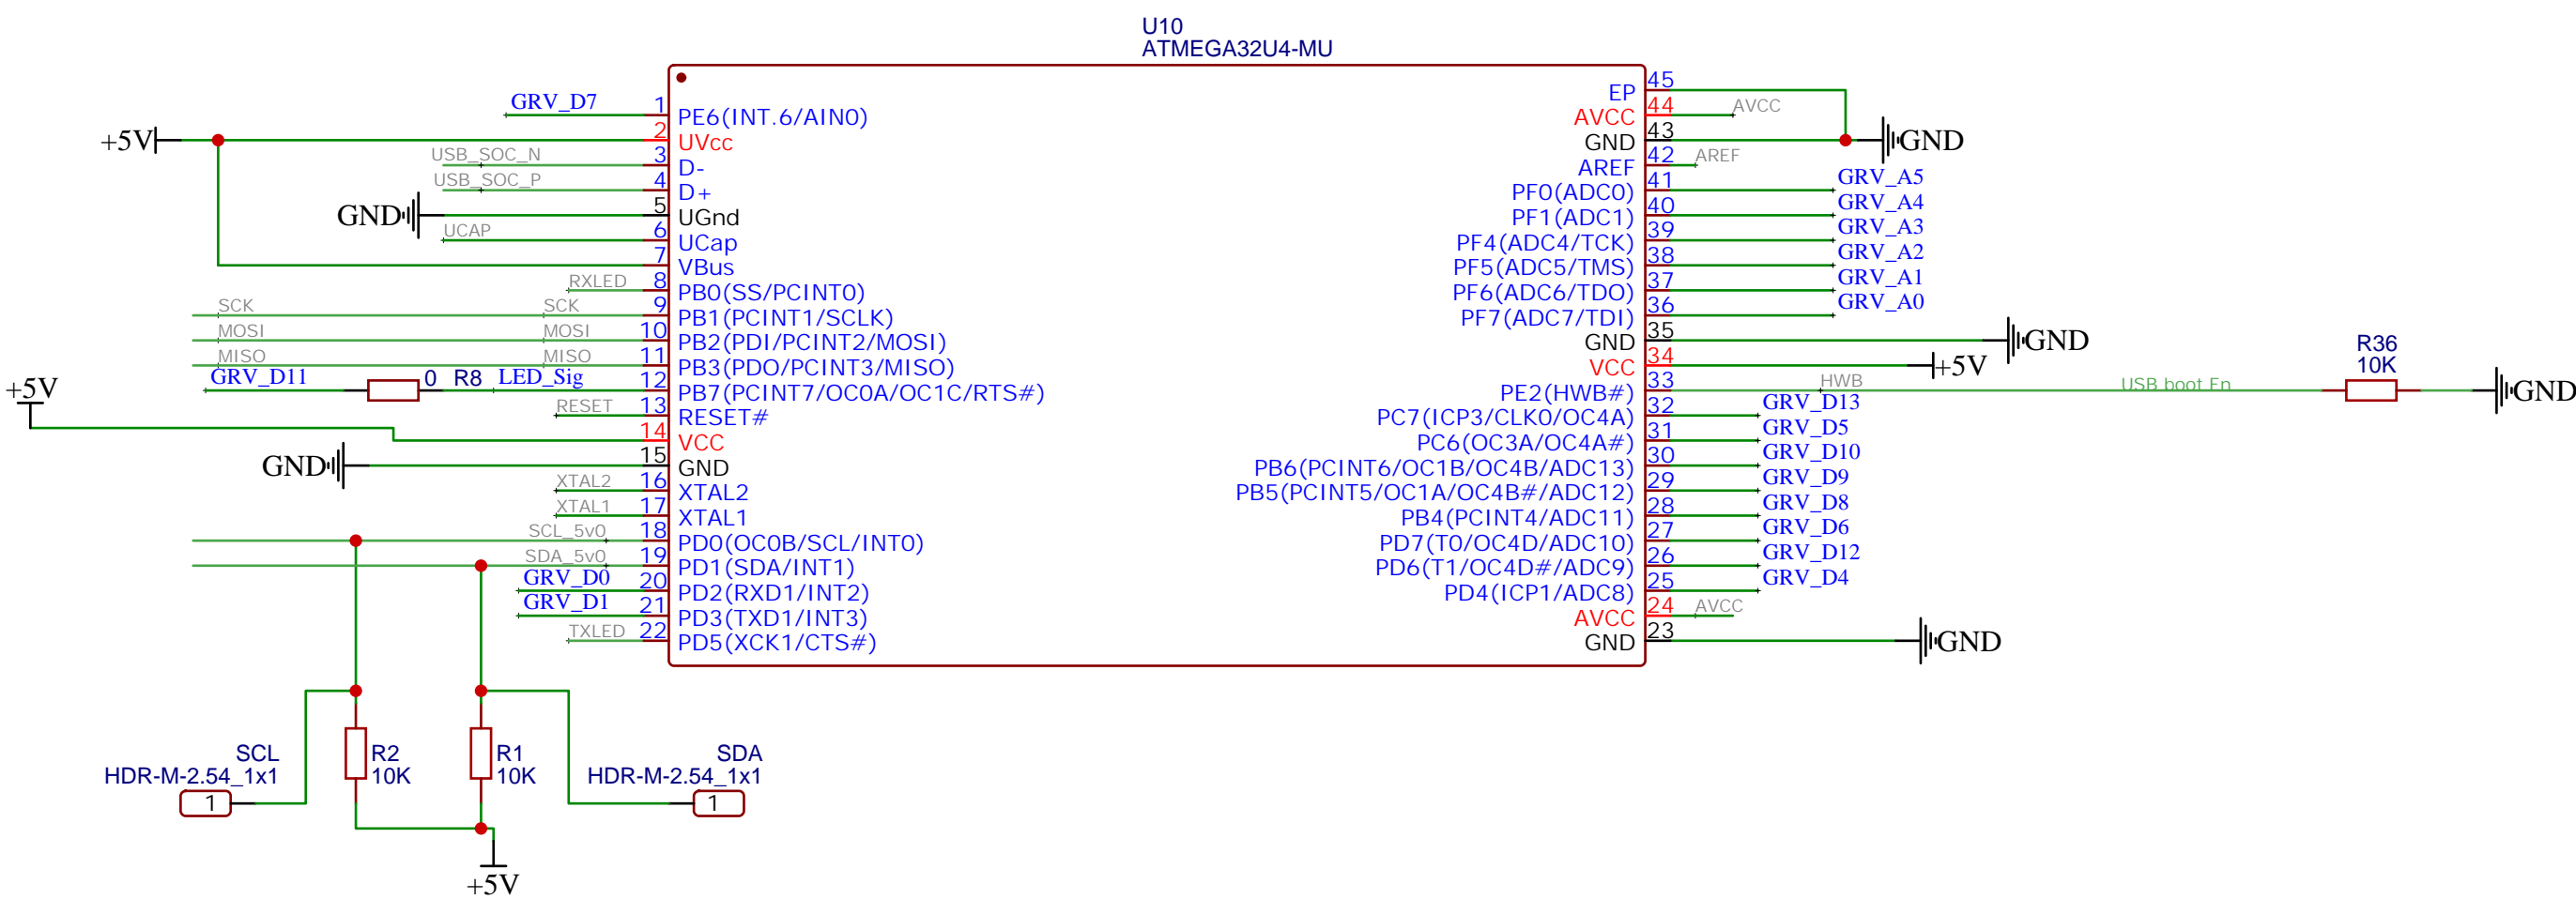 U10
ATMEGA32U4-MU
GRV_D7 1 PE6(INT.6/AIN0)
+5V 2 UVcc
USB_SOC_N 3 D-
USB_SOC_P 4 D+
GND 5 UGnd
UCAP 6 UCap
7 VBus
RXLED 8 PB0(SS/PCINT0)
SCK SCK 9 PB1(PCINT1/SCLK)
MOSI MOSI 10 PB2(PDI/PCINT2/MOSI)
MISO MISO 11 PB3(PDO/PCINT3/MISO)
GRV_D11 0 R8 LED_Sig 12 PB7(PCINT7/OC0A/OC1C/RTS#)
RESET 13 RESET#
+5V 14 VCC
GND 15 GND
XTAL2 16 XTAL2
XTAL1 17 XTAL1
SCL_5v0 18 PD0(OC0B/SCL/INT0)
SDA_5v0 19 PD1(SDA/INT1)
GRV_D0 20 PD2(RXD1/INT2)
GRV_D1 21 PD3(TXD1/INT3)
TXLED 22 PD5(XCK1/CTS#)
EP 45
AVCC 44 AVCC
GND 43 GND
AREF 42 AREF
PF0(ADC0) 41 GRV_A5
PF1(ADC1) 40 GRV_A4
PF4(ADC4/TCK) 39 GRV_A3
PF5(ADC5/TMS) 38 GRV_A2
PF6(ADC6/TDO) 37 GRV_A1
PF7(ADC7/TDI) 36 GRV_A0
GND 35 GND
VCC 34 +5V
R36
10K
PE2(HWB#) 33 HWB USB boot En GND
PC7(ICP3/CLK0/OC4A) 32 GRV_D13
PC6(OC3A/OC4A#) 31 GRV_D5
PB6(PCINT6/OC1B/OC4B/ADC13) 30 GRV_D10
PB5(PCINT5/OC1A/OC4B#/ADC12) 29 GRV_D9
PB4(PCINT4/ADC11) 28 GRV_D8
PD7(T0/OC4D/ADC10) 27 GRV_D6
PD6(T1/OC4D#/ADC9) 26 GRV_D12
PD4(ICP1/ADC8) 25 GRV_D4
AVCC 24 AVCC
GND 23 GND
SCL
HDR-M-2.54_1x1
1
R2
10K
R1
10K
SDA
HDR-M-2.54_1x1
1
+5V